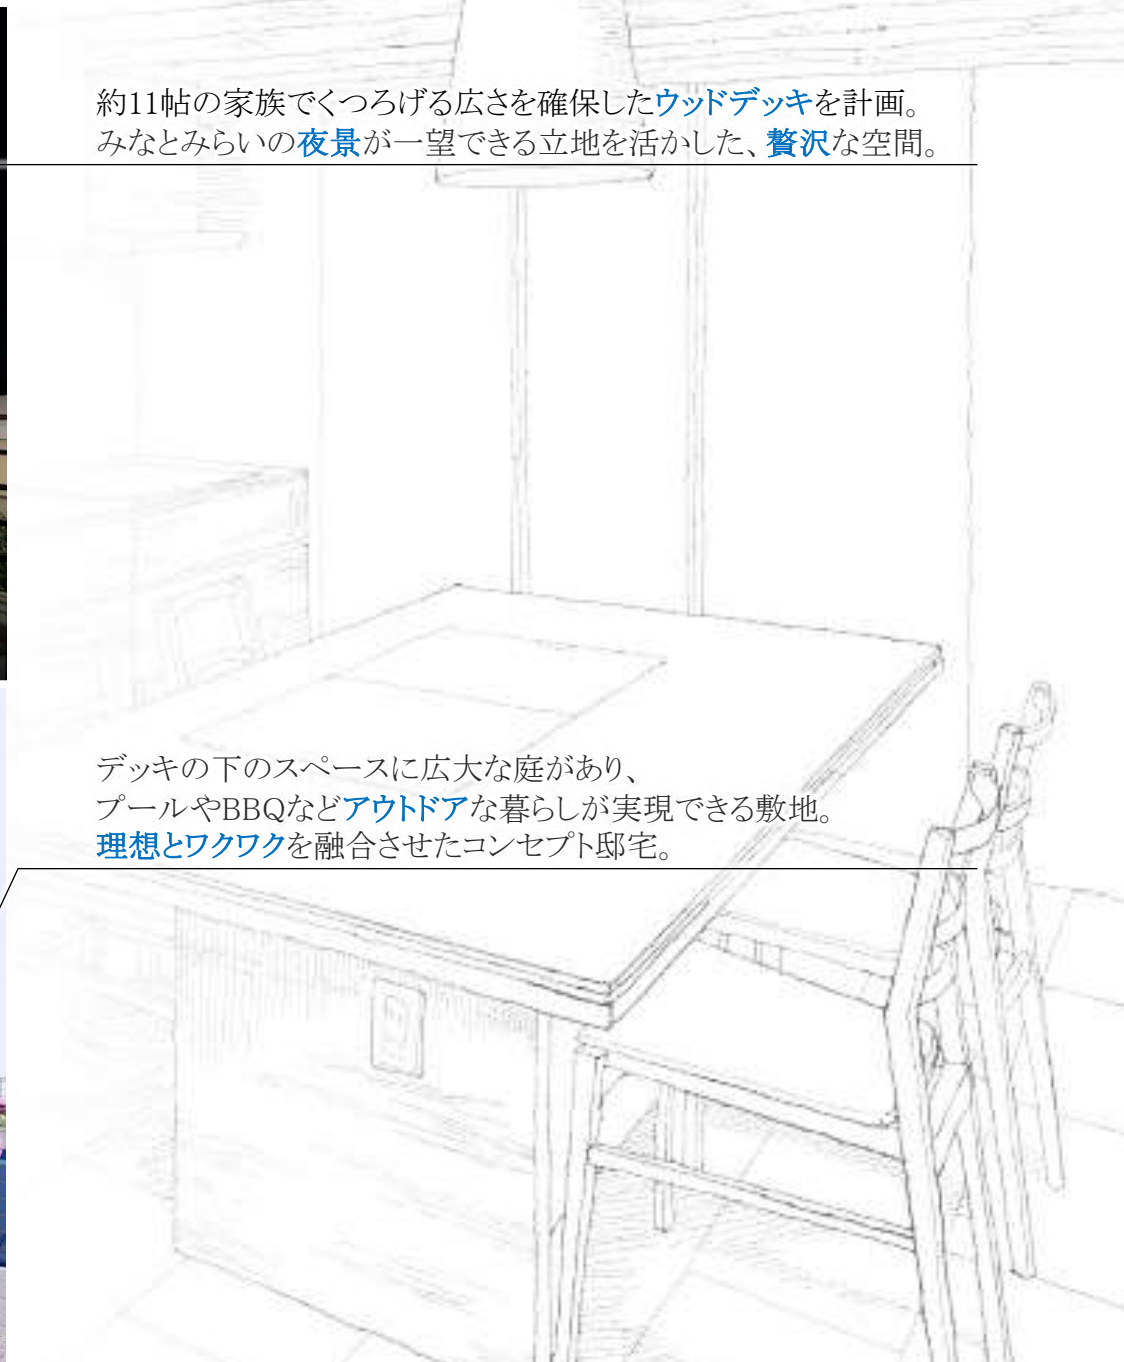 約11帖の家族でくつろげる広さを確保したウッドデッキを計画。
みなとみらいの夜景が一望できる立地を活かした、贅沢な空間。
デッキの下のスペースに広大な庭があり、
プールやBBQなどアウトドアな暮らしが実現できる敷地。
理想とワクワクを融合させたコンセプト邸宅。